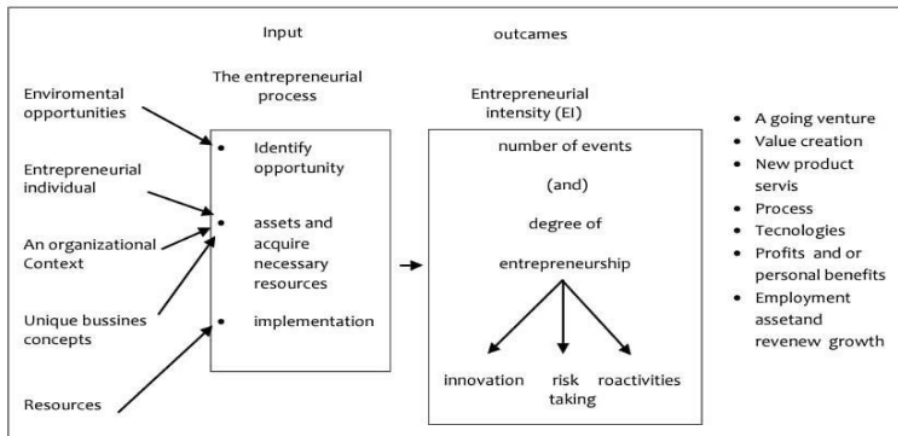 Input
outcomes
The entrepreneurial
process
Enviromental
opportunities
Entrepreneurial
individual
An organizational
Context
Unique bussines
concepts
Resources
• Identify
opportunity
• assets and
acquire
necessary
resources
• implementation
Entrepreneurial
intensity (EI)
number of events
(and)
degree of
entrepreneurship
innovation
risk
taking
roactivities
• A going venture
• Value creation
• New product
servis
• Process
• Tecnologies
• Profits and or
personal benefits
• Employment
assetand
revenew growth